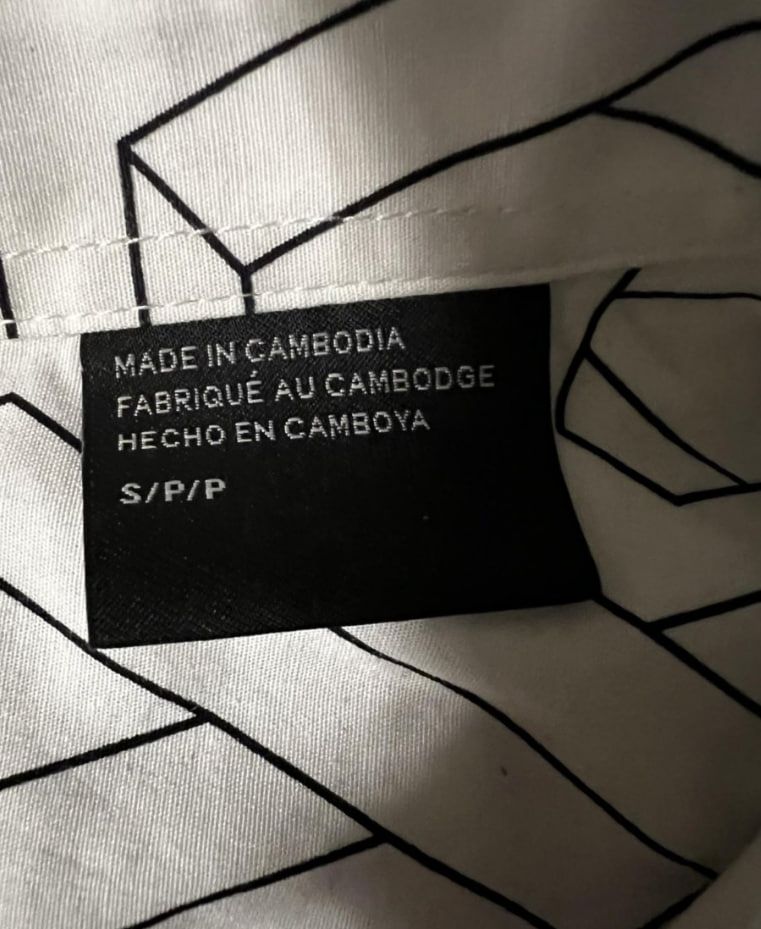 MADE IN CAMBODIA
FABRIQUÉ AU CAMBODGE
HECHO EN CAMBOYA
S/P/P